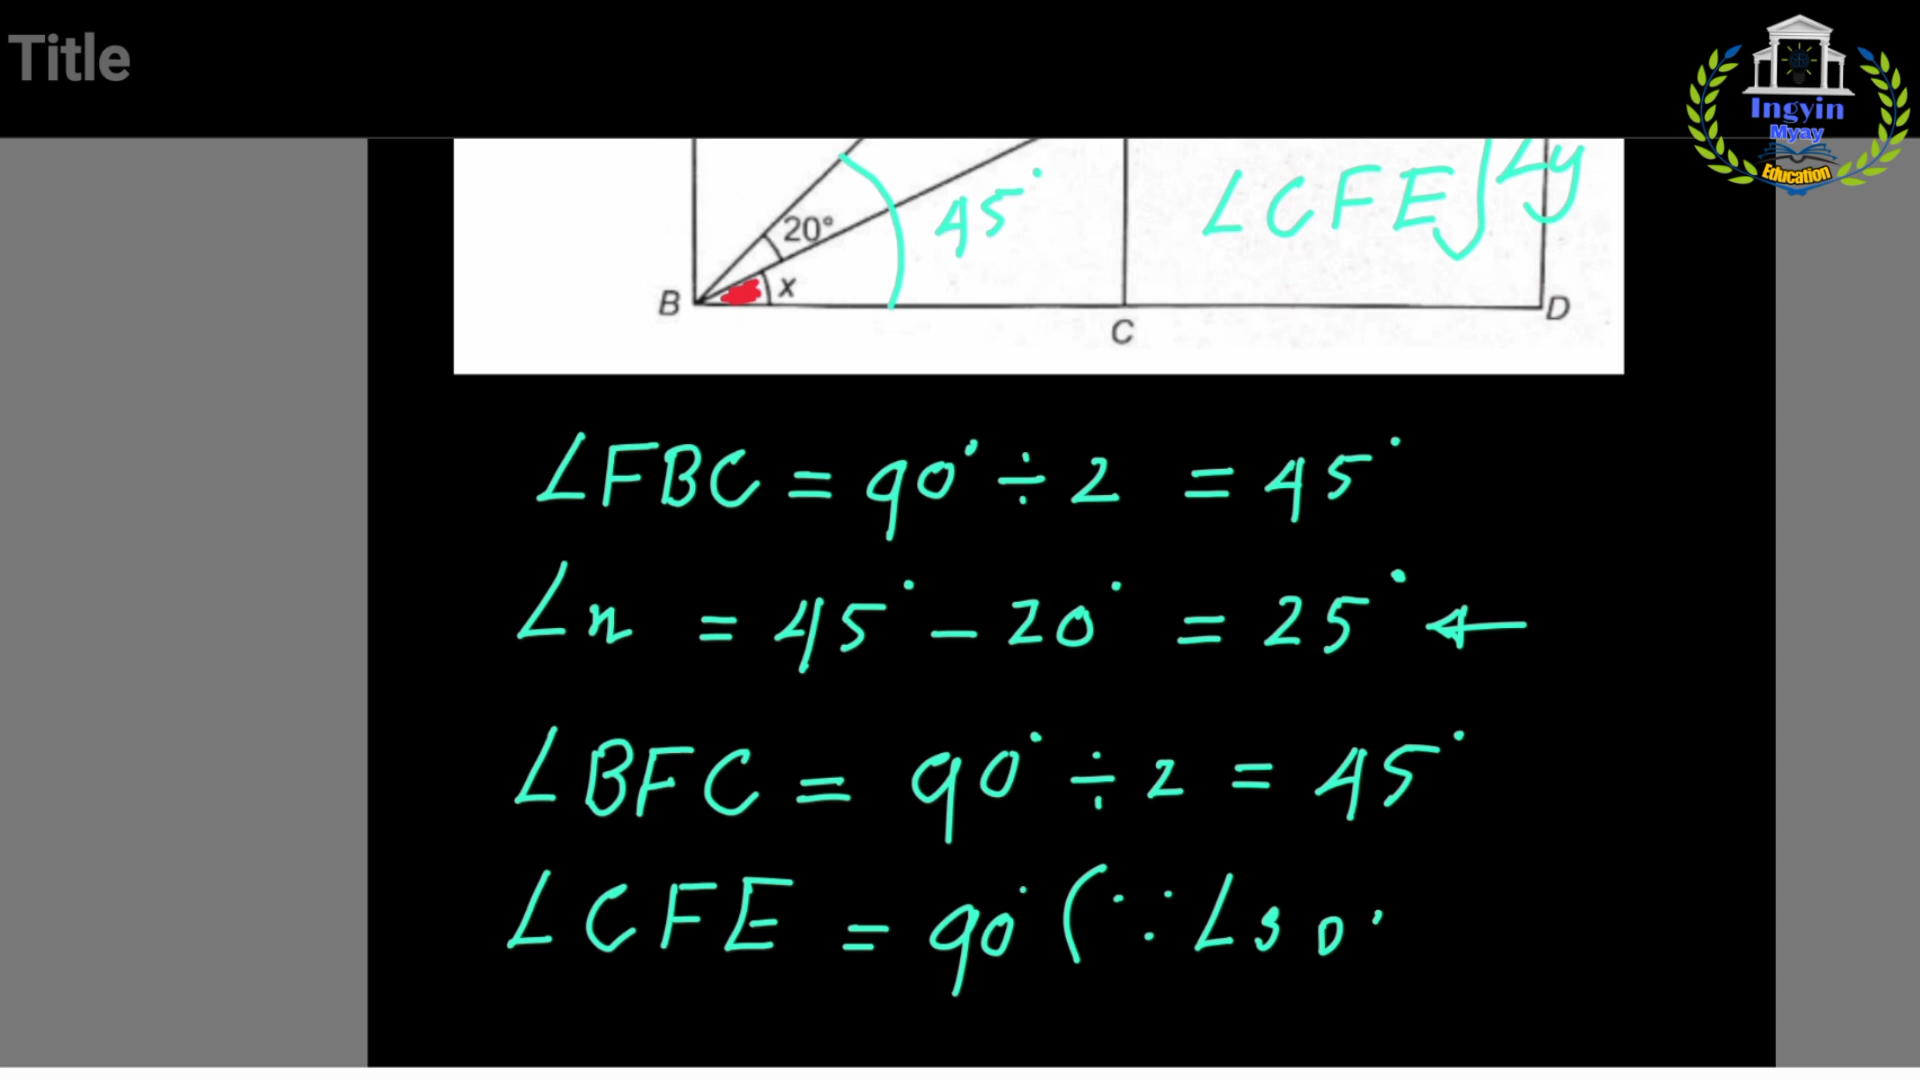 Title
Ingyin
Myay
Education
∠CFE
∠y
45°
20°
x
B
C
D
∠FBC = 90° ÷ 2 = 45°
∠x = 45° - 20° = 25° ←
∠BFC = 90° ÷ 2 = 45°
∠CFE = 90° (∵ ∠s o